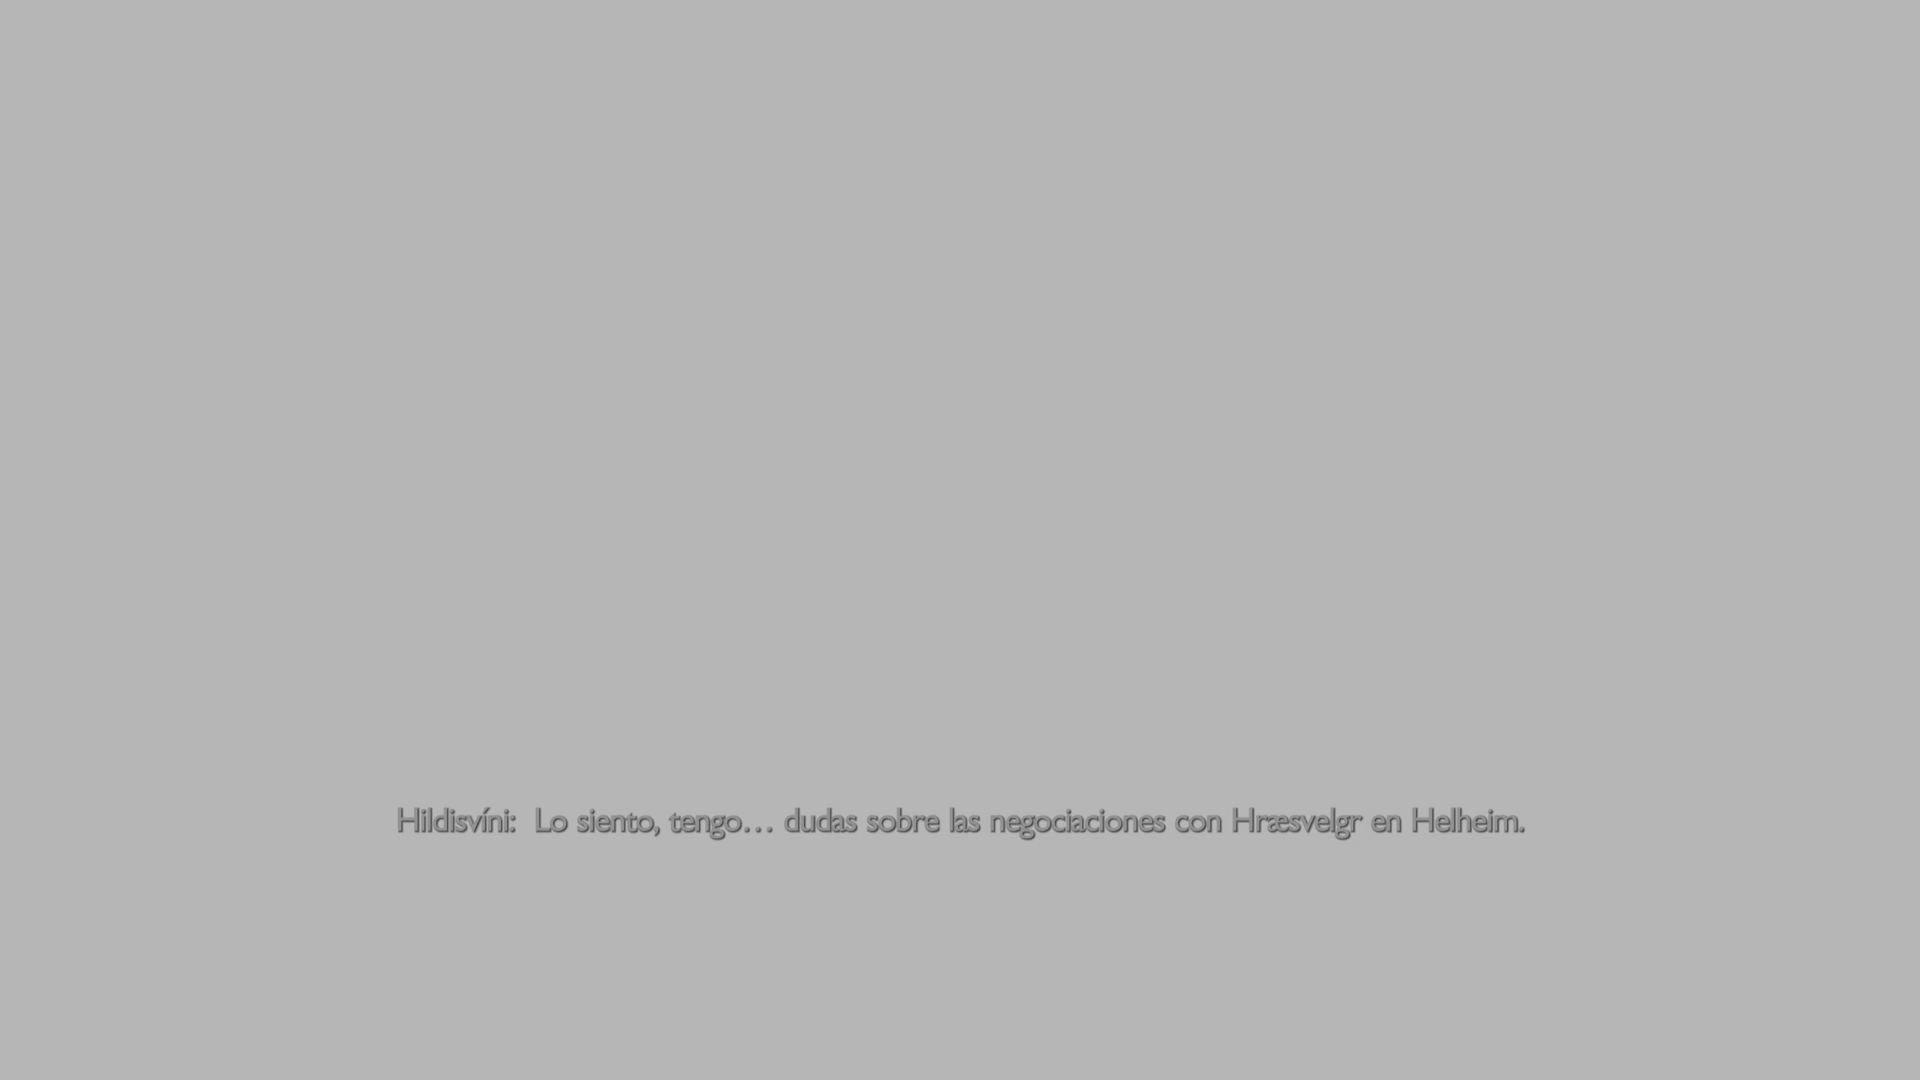 Hildisvíni:  Lo siento, tengo… dudas sobre las negociaciones con Hræsvelgr en Helheim.